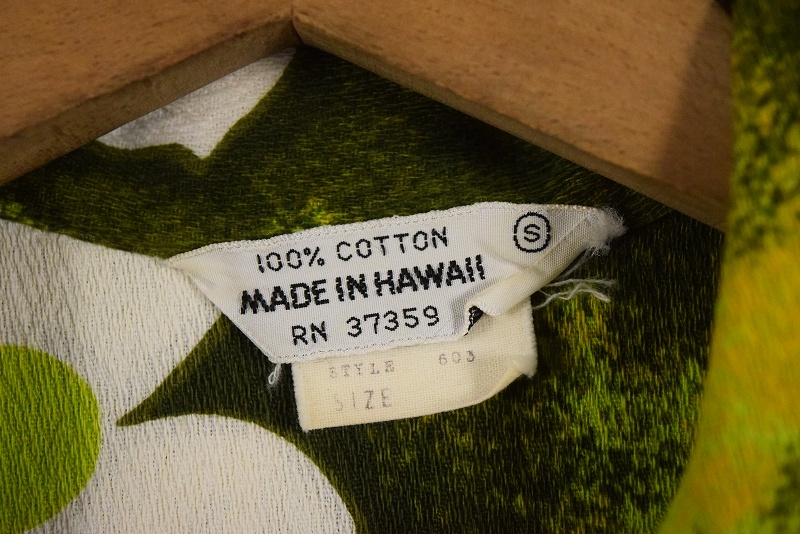 100% COTTON
S
MADE IN HAWAII
RN 37359
STYLE 603
SIZE